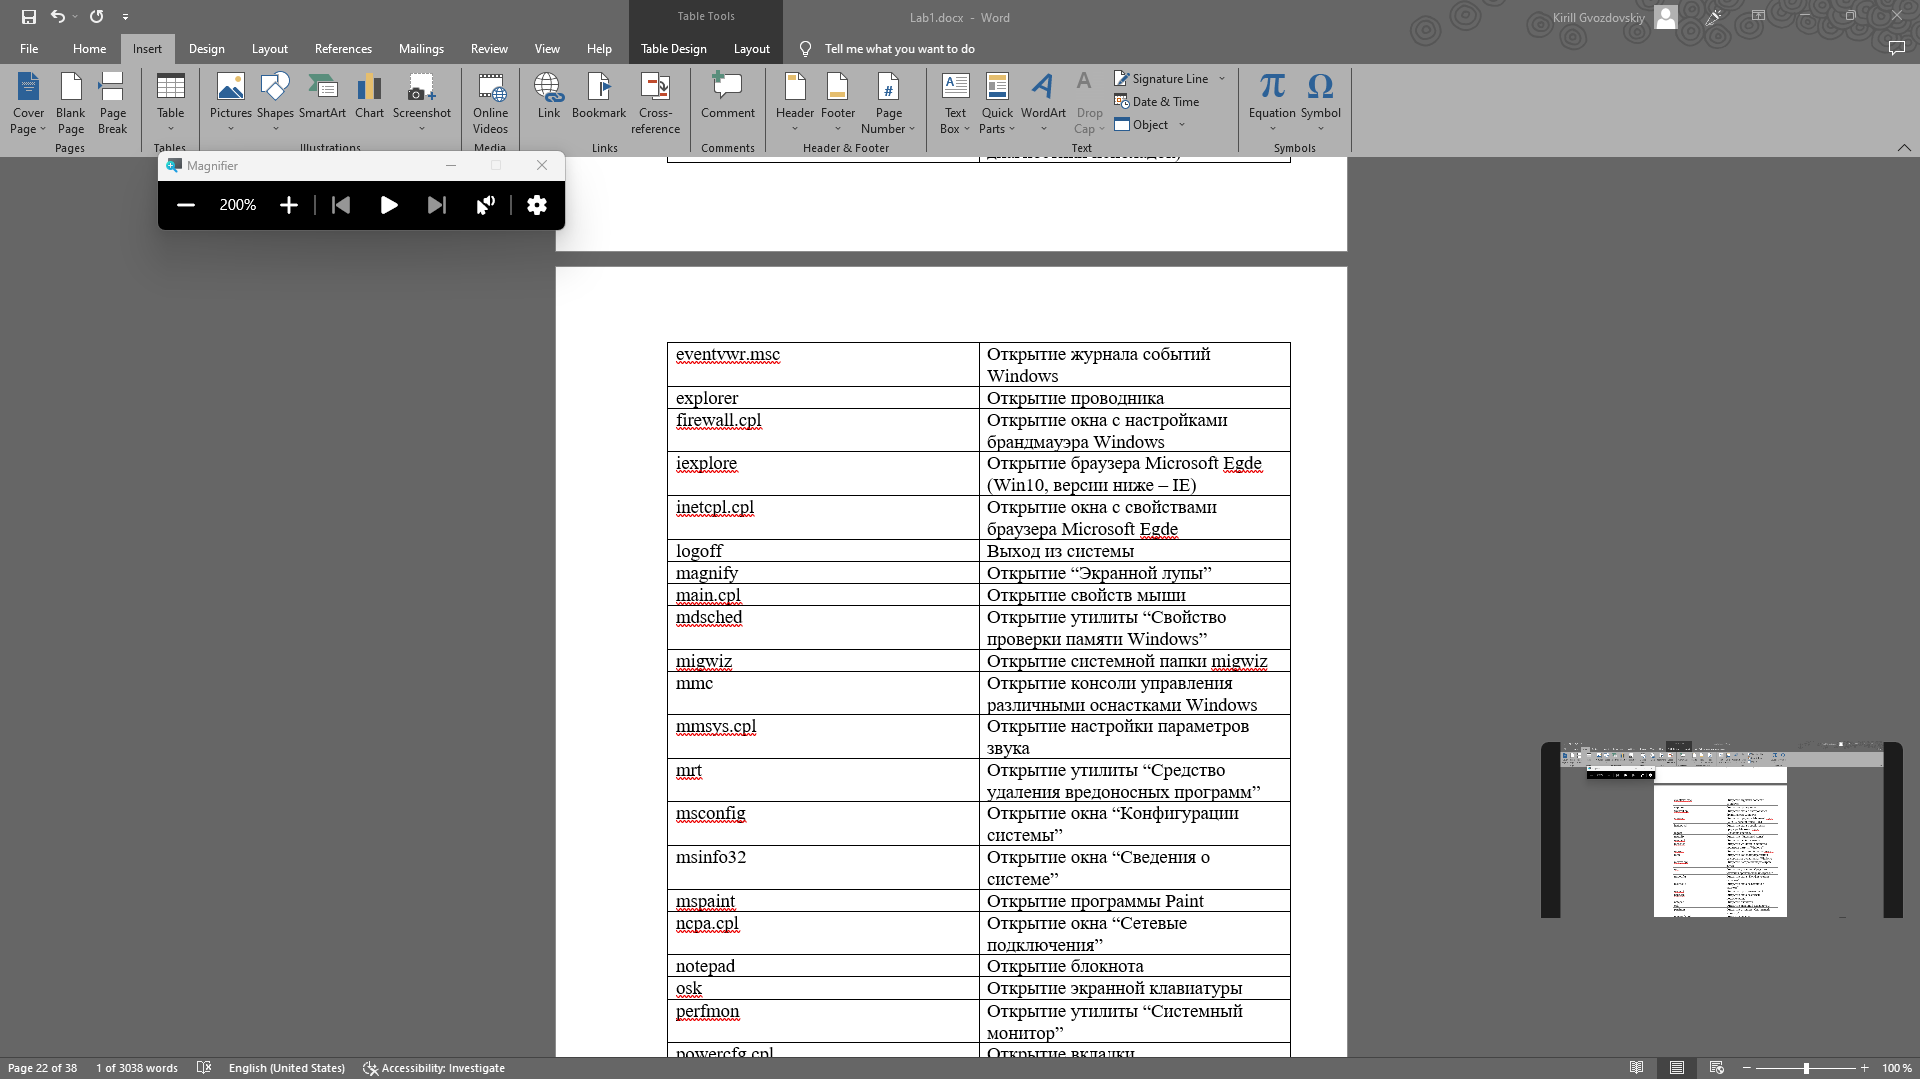 Table Tools
Lab1.docx - Word
Kirill Gvozdovskiy
File Home Insert Design Layout References Mailings Review View Help Table Design Layout Tell me what you want to do
Cover Page
Blank Page
Page Break
Pages
Table
Tables
Pictures
Shapes
SmartArt
Chart
Screenshot
Illustrations
Online Videos
Media
Link
Bookmark
Cross-reference
Links
Comment
Comments
Header
Footer
Page Number
Header & Footer
Text Box
Quick Parts
WordArt
Drop Cap
Signature Line
Date & Time
Object
Text
Equation
Symbol
Symbols
Magnifier
200%
eventvwr.msc
Открытие журнала событий
Windows
explorer
Открытие проводника
firewall.cpl
Открытие окна с настройками
брандмауэра Windows
iexplore
Открытие браузера Microsoft Egde
(Win10, версии ниже – IE)
inetcpl.cpl
Открытие окна с свойствами
браузера Microsoft Egde
logoff
Выход из системы
magnify
Открытие “Экранной лупы”
main.cpl
Открытие свойств мыши
mdsched
Открытие утилиты “Свойство
проверки памяти Windows”
migwiz
Открытие системной папки migwiz
mmc
Открытие консоли управления
различными оснастками Windows
mmsys.cpl
Открытие настройки параметров
звука
mrt
Открытие утилиты “Средство
удаления вредоносных программ”
msconfig
Открытие окна “Конфигурации
системы”
msinfo32
Открытие окна “Сведения о
системе”
mspaint
Открытие программы Paint
ncpa.cpl
Открытие окна “Сетевые
подключения”
notepad
Открытие блокнота
osk
Открытие экранной клавиатуры
perfmon
Открытие утилиты “Системный
монитор”
powercfg.cpl
Открытие вкладки
Page 22 of 38 1 of 3038 words English (United States) Accessibility: Investigate 100 %